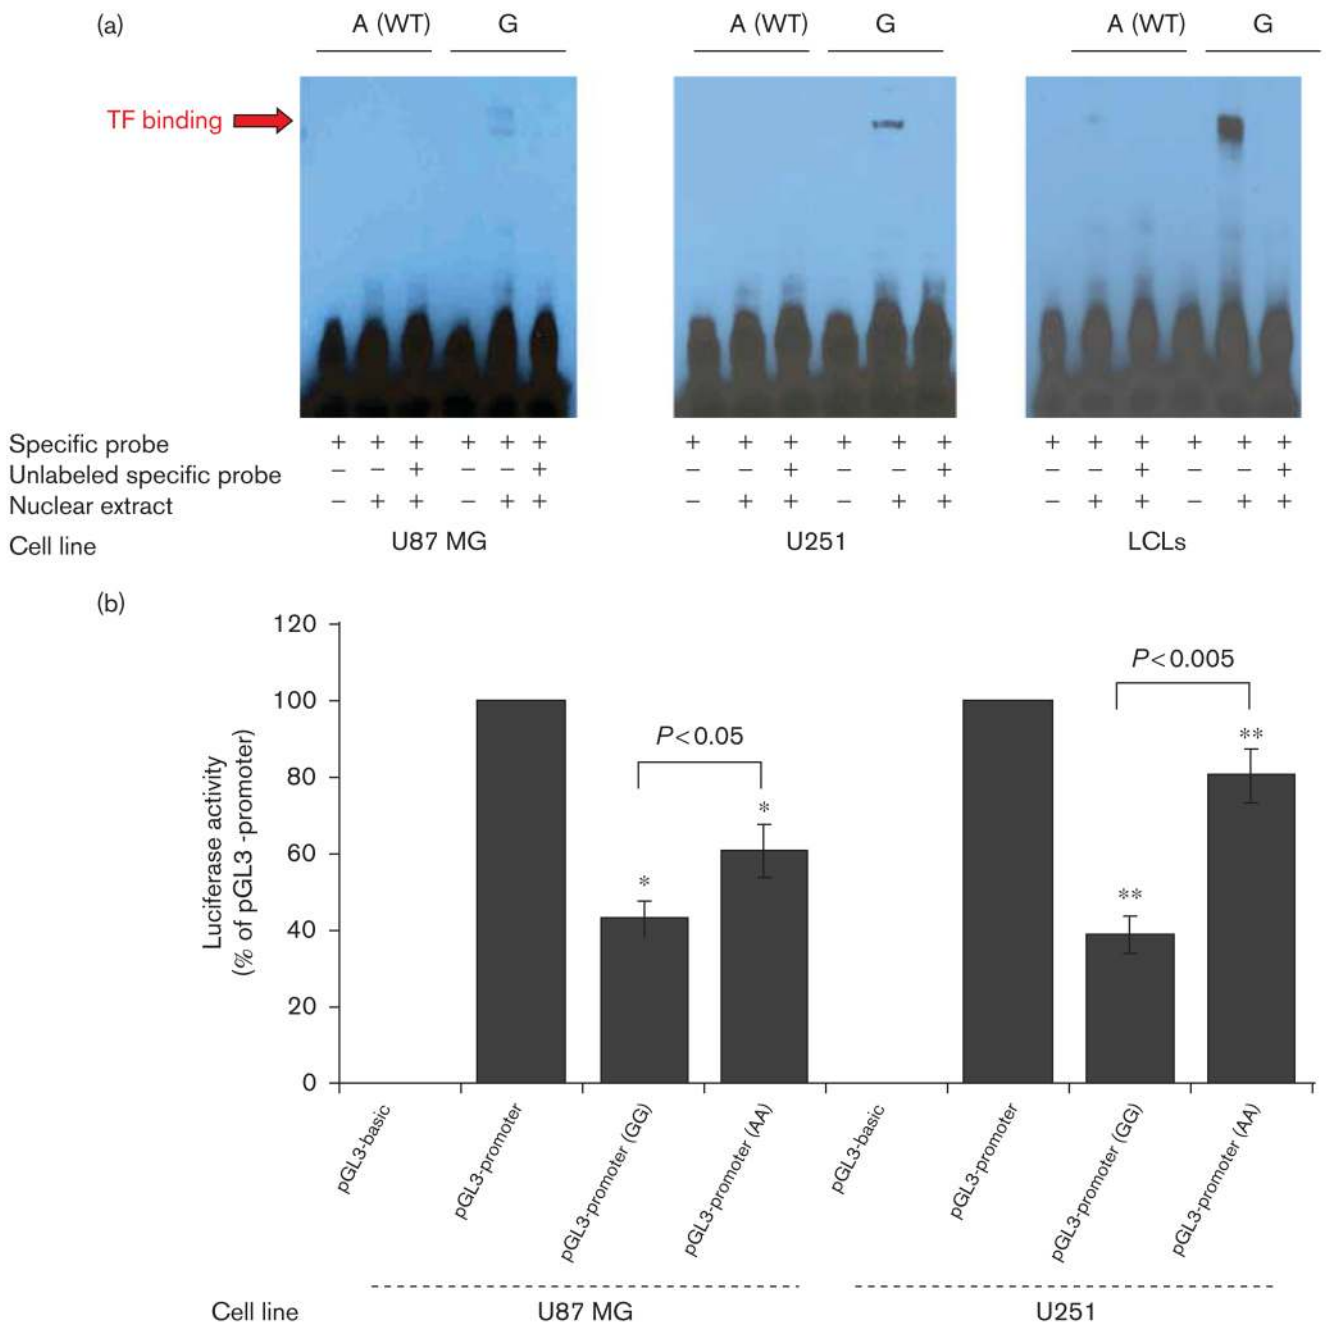 (a)
A (WT) G A (WT) G A (WT) G
TF binding
Specific probe + + + + + + + + + + + + + + + + + +
Unlabeled specific probe − − + − − + − − + − − + − − + − − +
Nuclear extract − + + − + + − + + − + + − + + − + +
Cell line U87 MG U251 LCLs
(b)
Luciferase activity
(% of pGL3 -promoter)
120
100
80
60
40
20
0
P<0.05
P<0.005
*
*
**
**
pGL3-basic
pGL3-promoter
pGL3-promoter (GG)
pGL3-promoter (AA)
pGL3-basic
pGL3-promoter
pGL3-promoter (GG)
pGL3-promoter (AA)
Cell line U87 MG U251